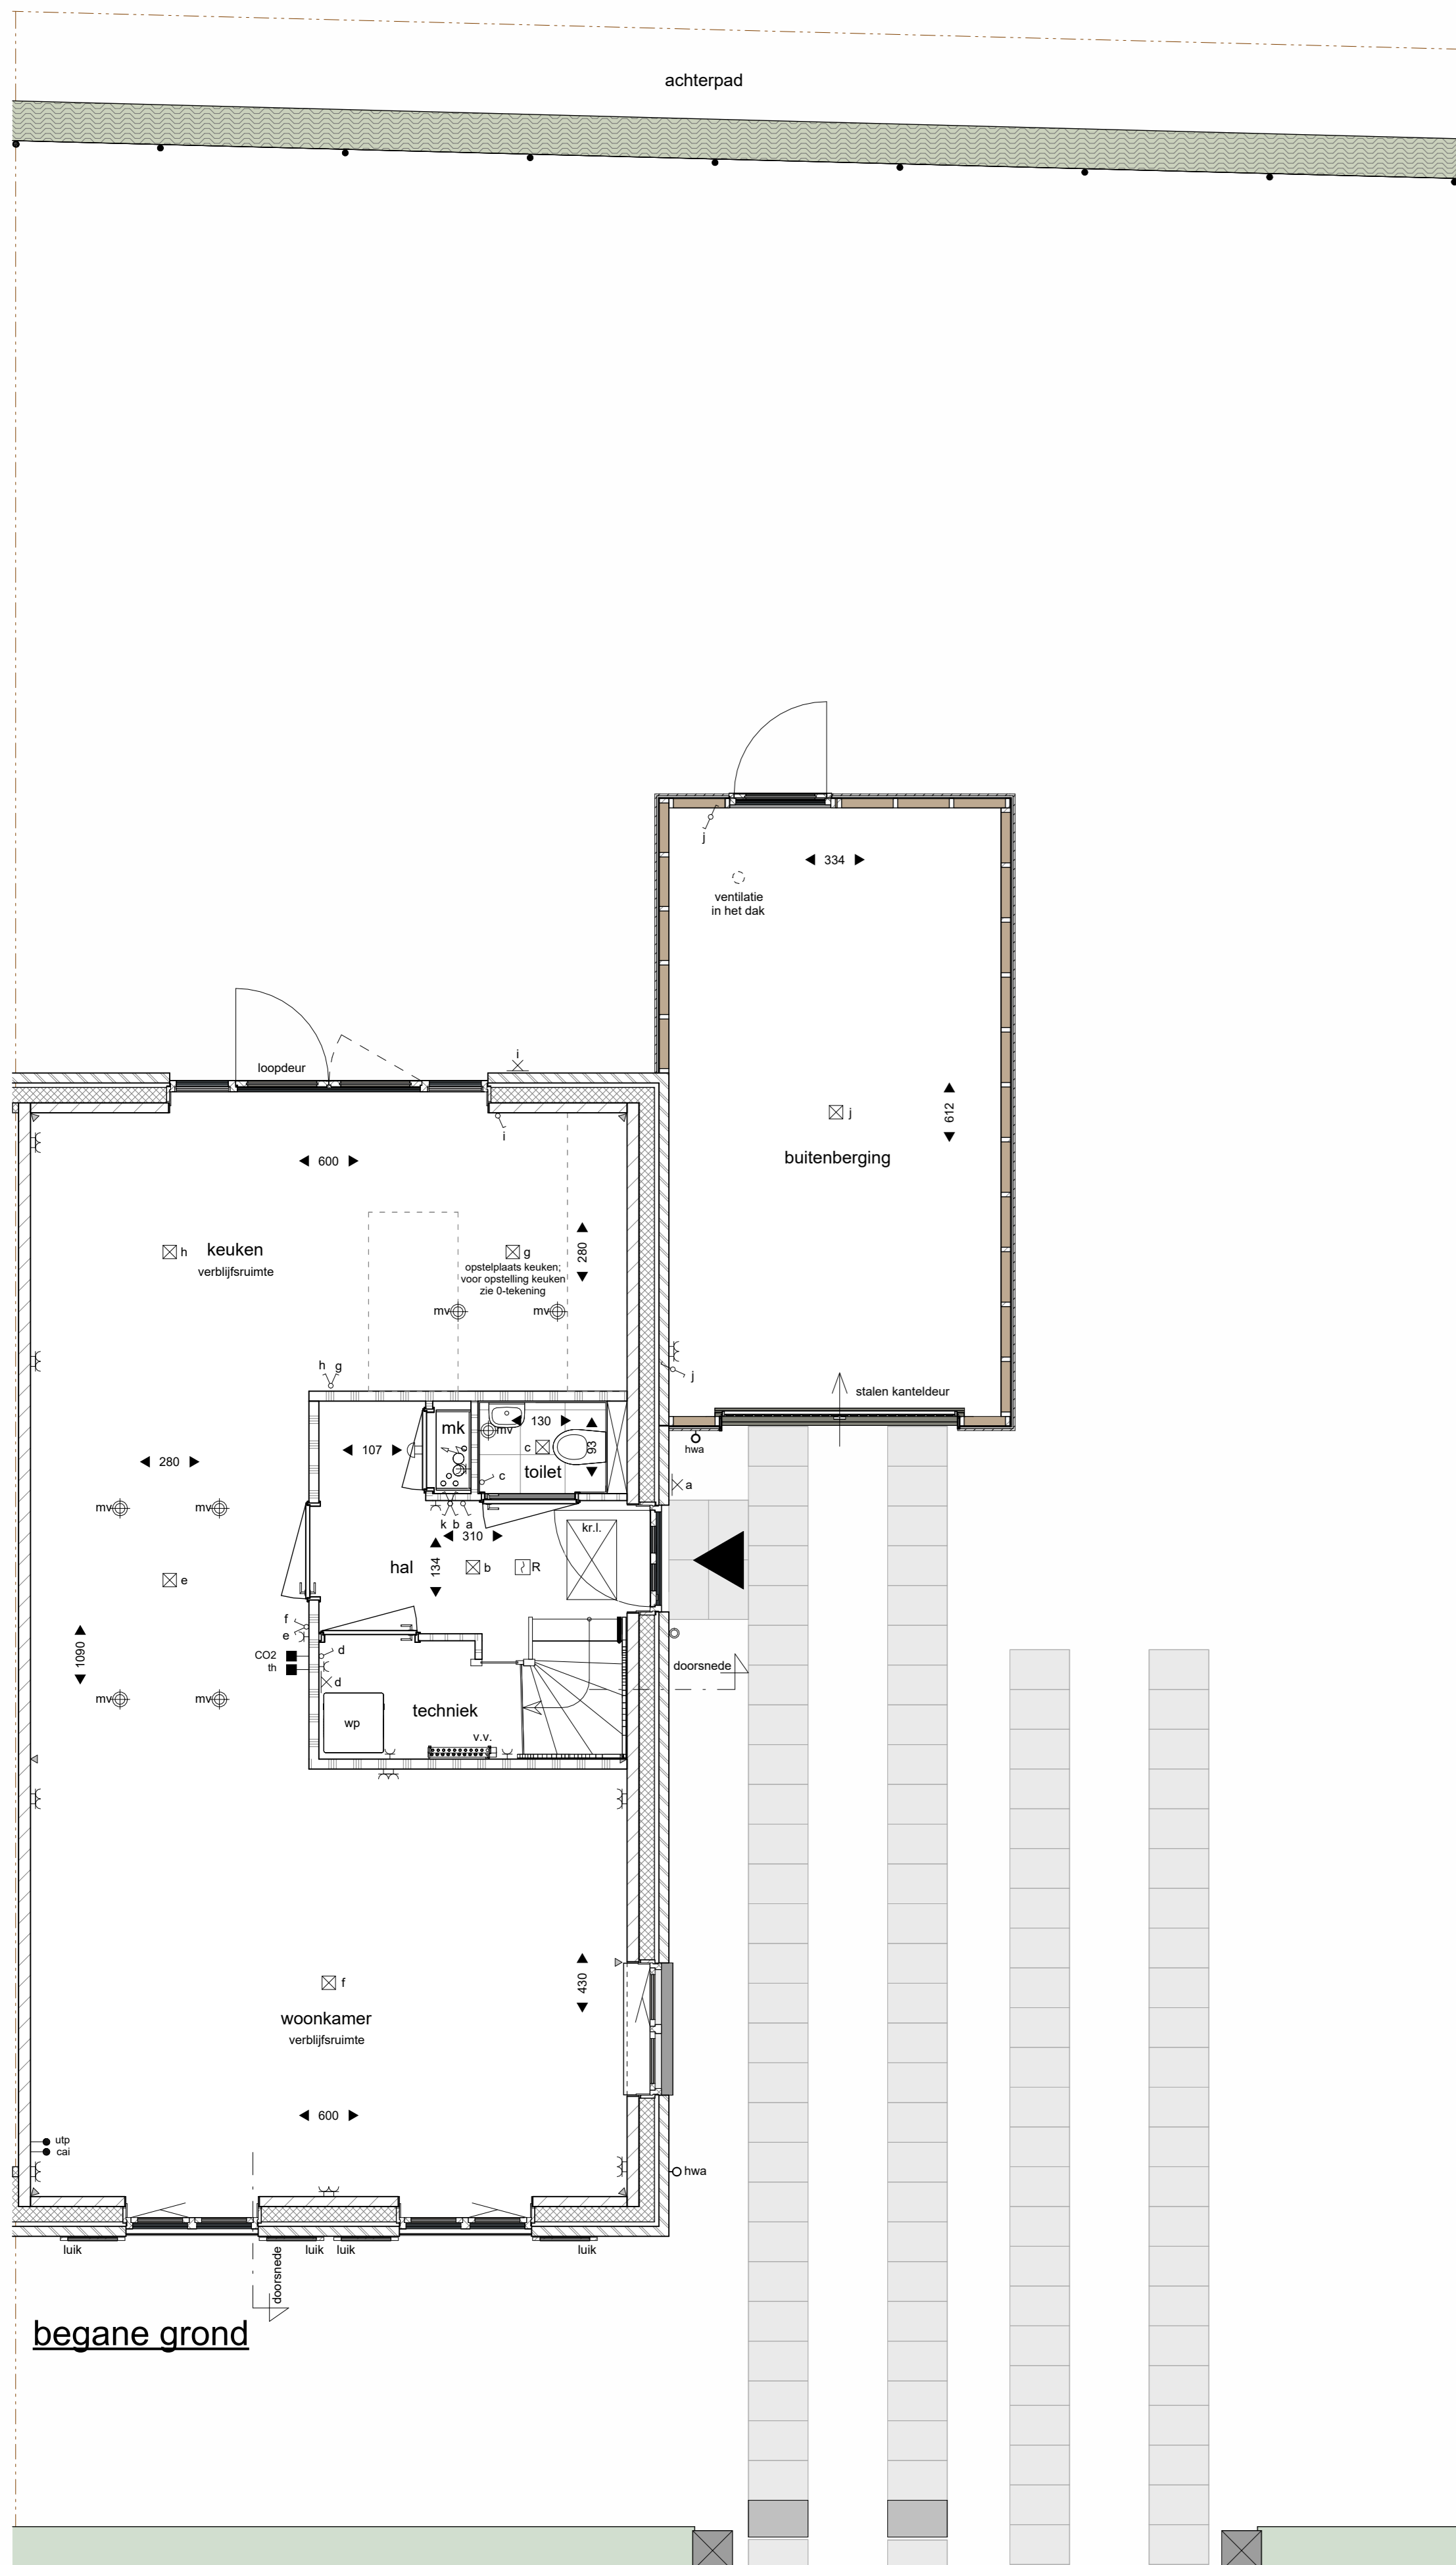 achterpad
j
334
ventilatie
in het dak
i
loopdeur
i
612
j
buitenberging
600
h
keuken
verblijfsruimte
g
opstelplaats keuken;
voor opstelling keuken
zie 0-tekening
280
mv
mv
h
g
j
stalen kanteldeur
mk
mv
130
107
c
93
toilet
c
hwa
280
a
mv
mv
k
b
a
310
kr.l.
hal
134
b
R
e
f
e
1090
CO2
th
d
d
doorsnede
mv
mv
wp
techniek
v.v.
f
430
woonkamer
verblijfsruimte
600
utp
cai
hwa
luik
luik
luik
luik
doorsnede
begane grond